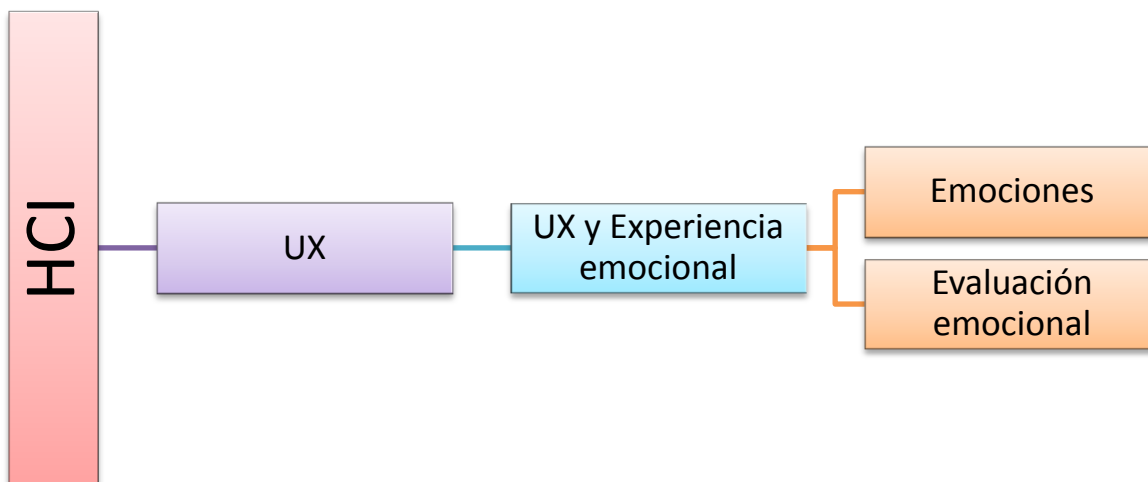 HCI
UX
UX y Experiencia
emocional
Emociones
Evaluación
emocional